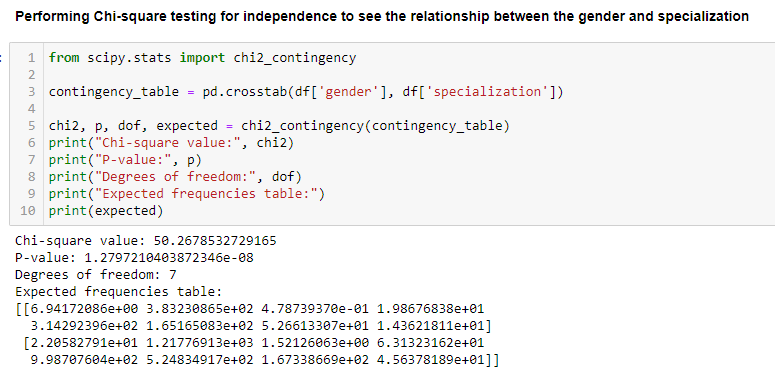 Performing Chi-square testing for independence to see the relationship between the gender and specialization
1 from scipy.stats import chi2_contingency
2
3 contingency_table = pd.crosstab(df['gender'], df['specialization'])
4
5 chi2, p, dof, expected = chi2_contingency(contingency_table)
6 print("Chi-square value:", chi2)
7 print("P-value:", p)
8 print("Degrees of freedom:", dof)
9 print("Expected frequencies table:")
10 print(expected)
Chi-square value: 50.2678532729165
P-value: 1.2797210403872346e-08
Degrees of freedom: 7
Expected frequencies table:
[[6.94172086e+00 3.83230865e+02 4.78739370e-01 1.98676838e+01
3.14292396e+02 1.65165083e+02 5.26613307e+01 1.43621811e+01]
[2.20582791e+01 1.21776913e+03 1.52126063e+00 6.31323162e+01
9.98707604e+02 5.24834917e+02 1.67338669e+02 4.56378189e+01]]